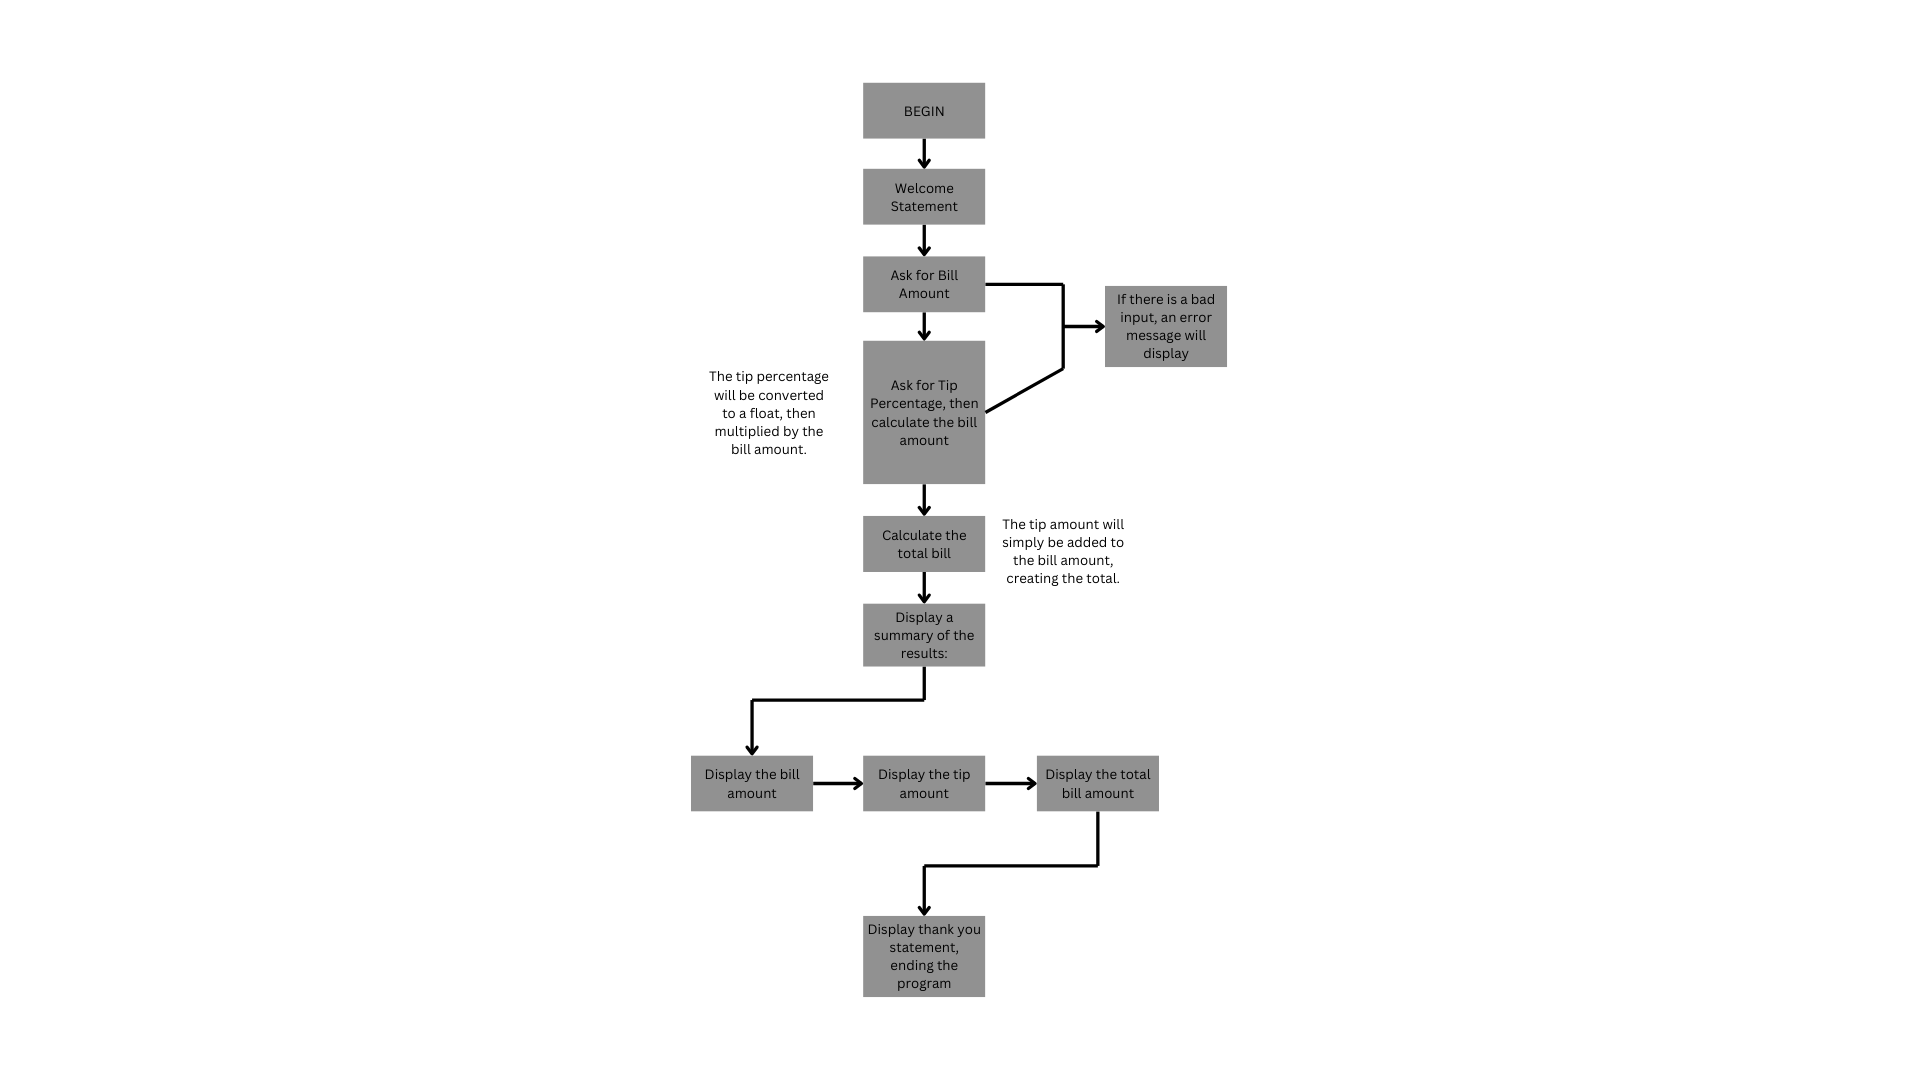 BEGIN
Welcome
Statement
Ask for Bill
Amount
If there is a bad
input, an error
message will
display
The tip percentage
will be converted
to a float, then
multiplied by the
bill amount.
Ask for Tip
Percentage, then
calculate the bill
amount
Calculate the
total bill
The tip amount will
simply be added to
the bill amount,
creating the total.
Display a
summary of the
results:
Display the bill
amount
Display the tip
amount
Display the total
bill amount
Display thank you
statement,
ending the
program